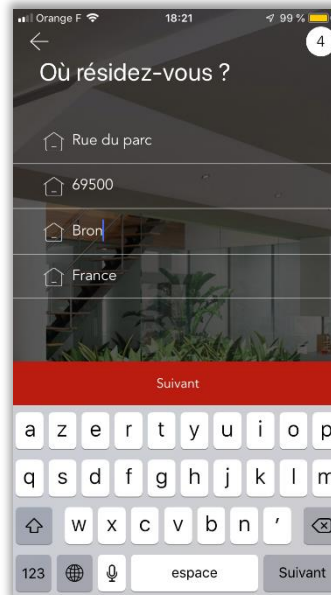 Orange F 18:21 99 %
4
Où résidez-vous ?
Rue du parc
69500
Bron
France
Suivant
a z e r t y u i o p
q s d f g h j k l m
w x c v b n '
123 espace Suivant